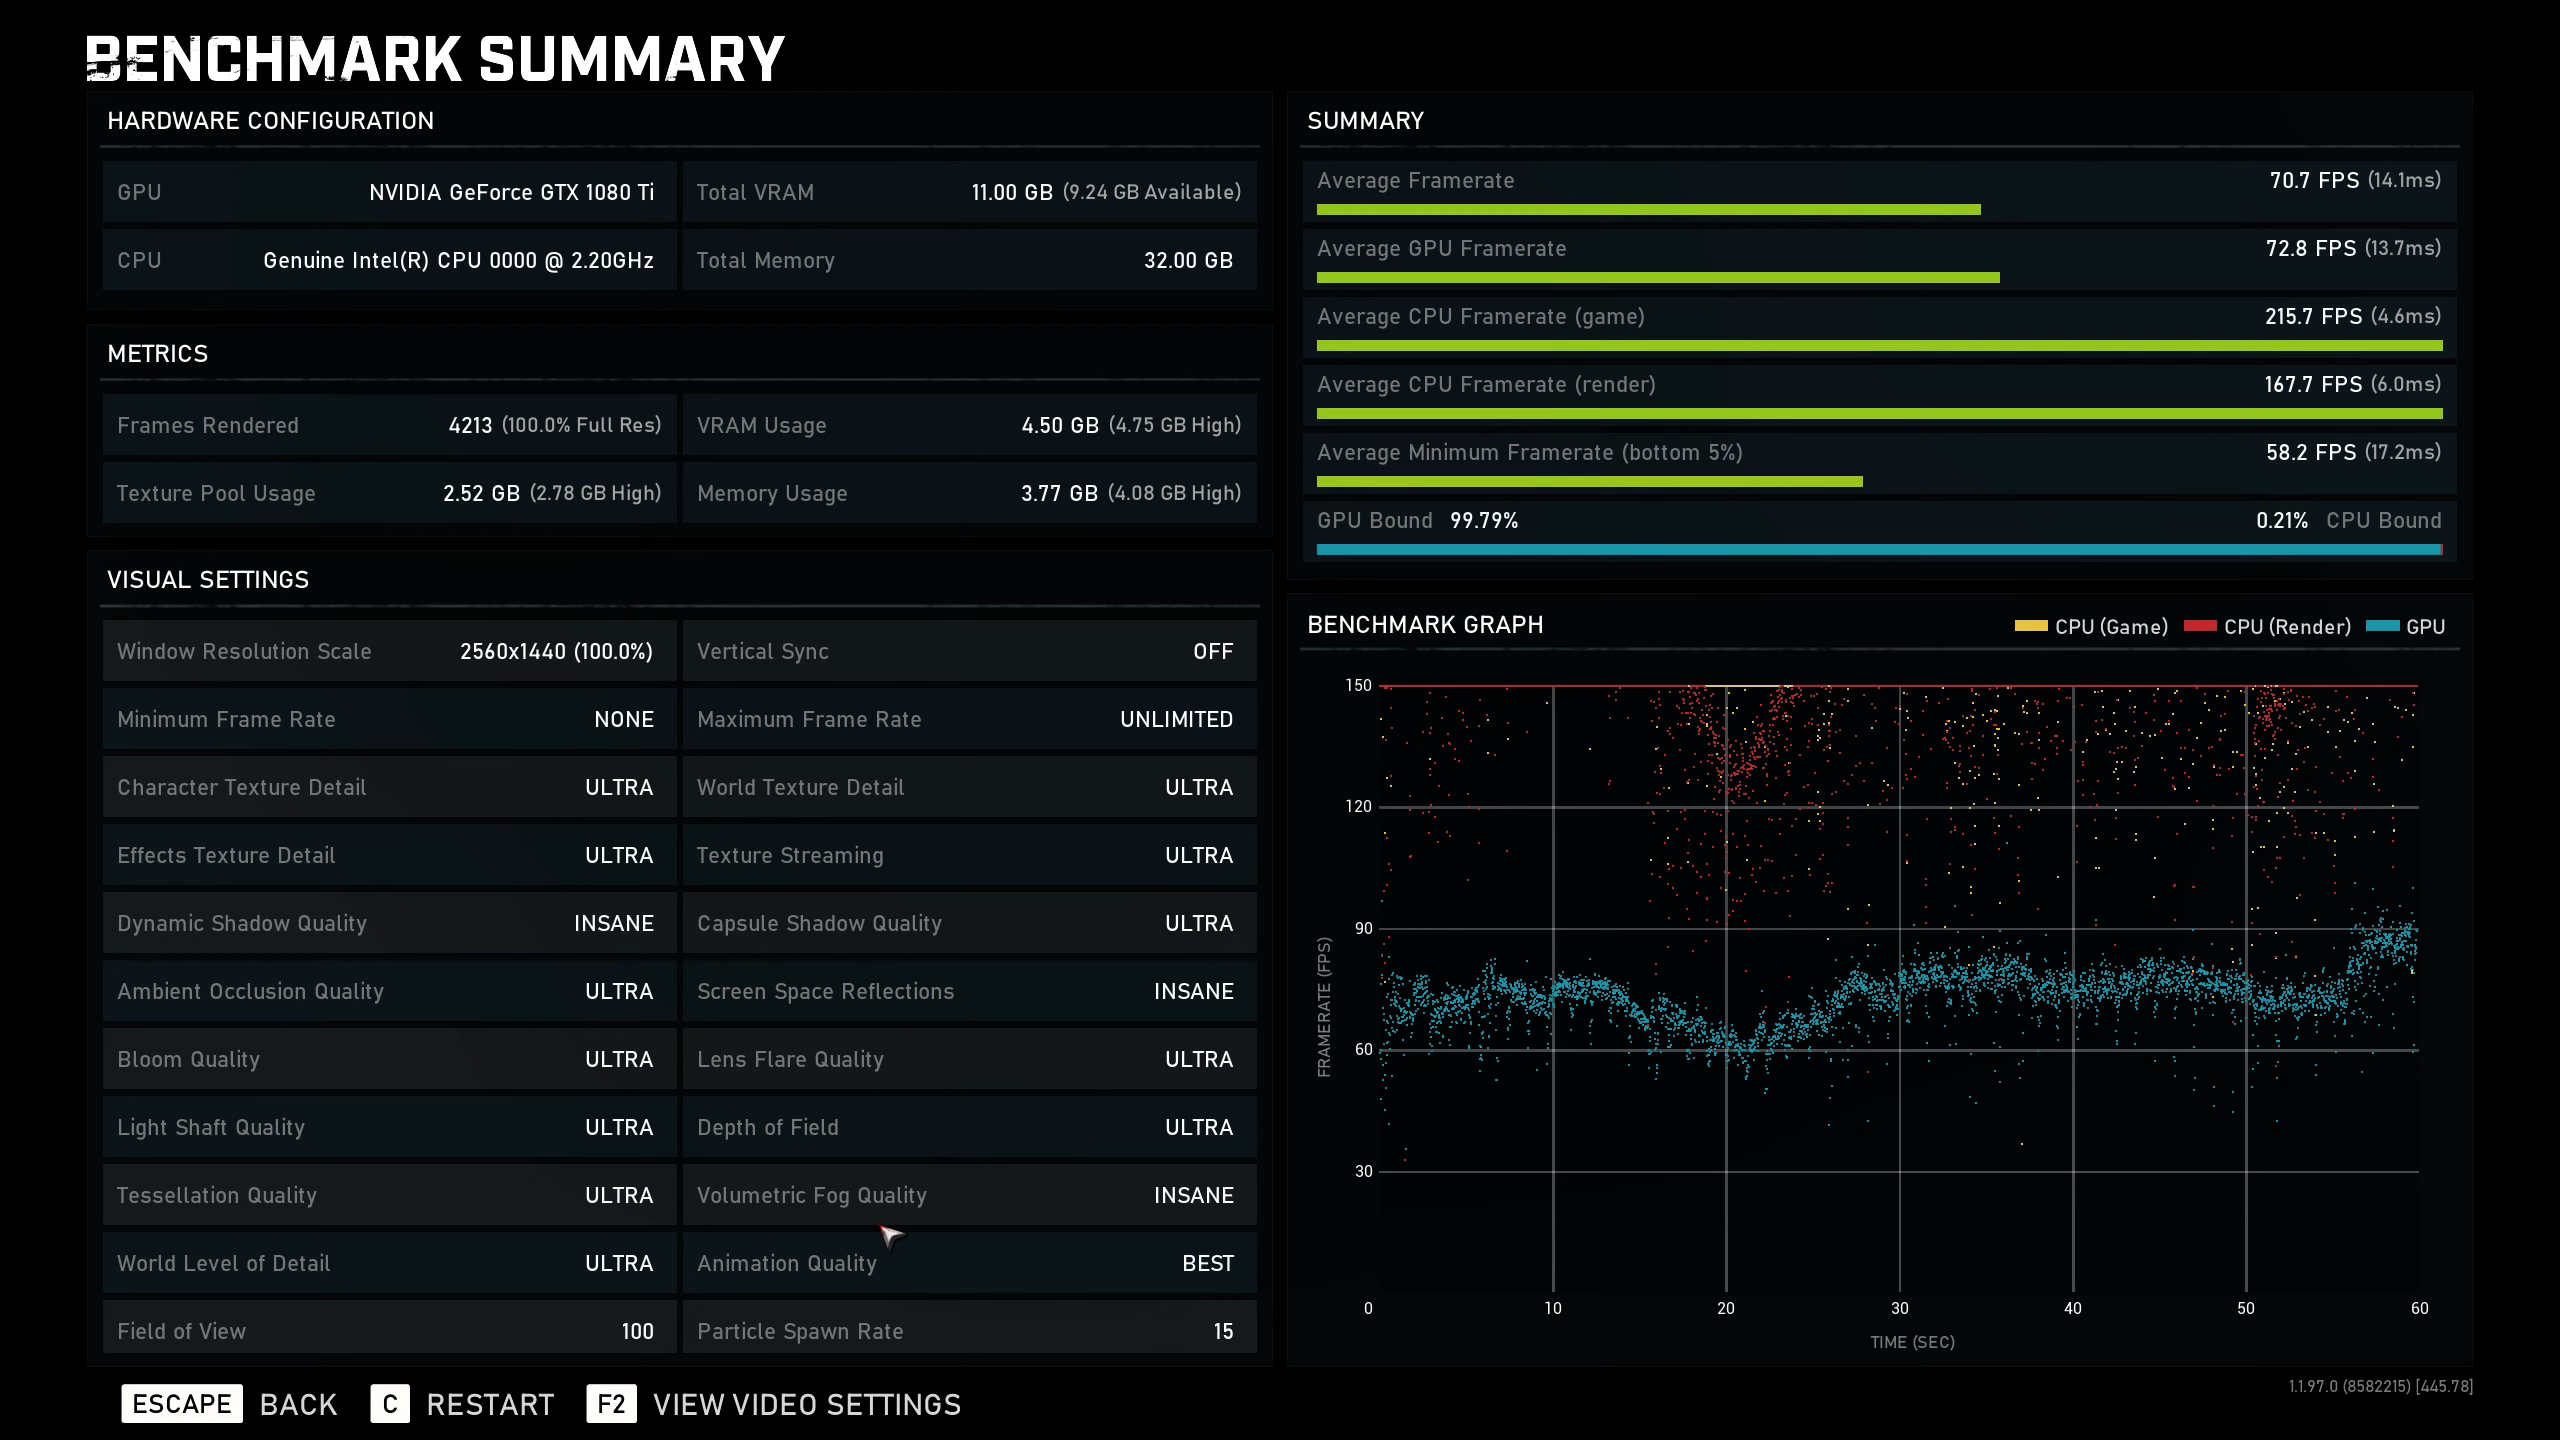 BENCHMARK SUMMARY
HARDWARE CONFIGURATION
GPU NVIDIA GeForce GTX 1080 Ti
Total VRAM 11.00 GB (9.24 GB Available)
CPU Genuine Intel(R) CPU 0000 @ 2.20GHz
Total Memory 32.00 GB
METRICS
Frames Rendered 4213 (100.0% Full Res)
VRAM Usage 4.50 GB (4.75 GB High)
Texture Pool Usage 2.52 GB (2.78 GB High)
Memory Usage 3.77 GB (4.08 GB High)
VISUAL SETTINGS
Window Resolution Scale 2560x1440 (100.0%)
Vertical Sync OFF
Minimum Frame Rate NONE
Maximum Frame Rate UNLIMITED
Character Texture Detail ULTRA
World Texture Detail ULTRA
Effects Texture Detail ULTRA
Texture Streaming ULTRA
Dynamic Shadow Quality INSANE
Capsule Shadow Quality ULTRA
Ambient Occlusion Quality ULTRA
Screen Space Reflections INSANE
Bloom Quality ULTRA
Lens Flare Quality ULTRA
Light Shaft Quality ULTRA
Depth of Field ULTRA
Tessellation Quality ULTRA
Volumetric Fog Quality INSANE
World Level of Detail ULTRA
Animation Quality BEST
Field of View 100
Particle Spawn Rate 15
SUMMARY
Average Framerate 70.7 FPS (14.1ms)
Average GPU Framerate 72.8 FPS (13.7ms)
Average CPU Framerate (game) 215.7 FPS (4.6ms)
Average CPU Framerate (render) 167.7 FPS (6.0ms)
Average Minimum Framerate (bottom 5%) 58.2 FPS (17.2ms)
GPU Bound 99.79% 0.21% CPU Bound
BENCHMARK GRAPH
CPU (Game) CPU (Render) GPU
150
120
90
60
30
FRAMERATE (FPS)
0 10 20 30 40 50 60
TIME (SEC)
ESCAPE BACK C RESTART F2 VIEW VIDEO SETTINGS
1.1.97.0 (8582215) [445.78]